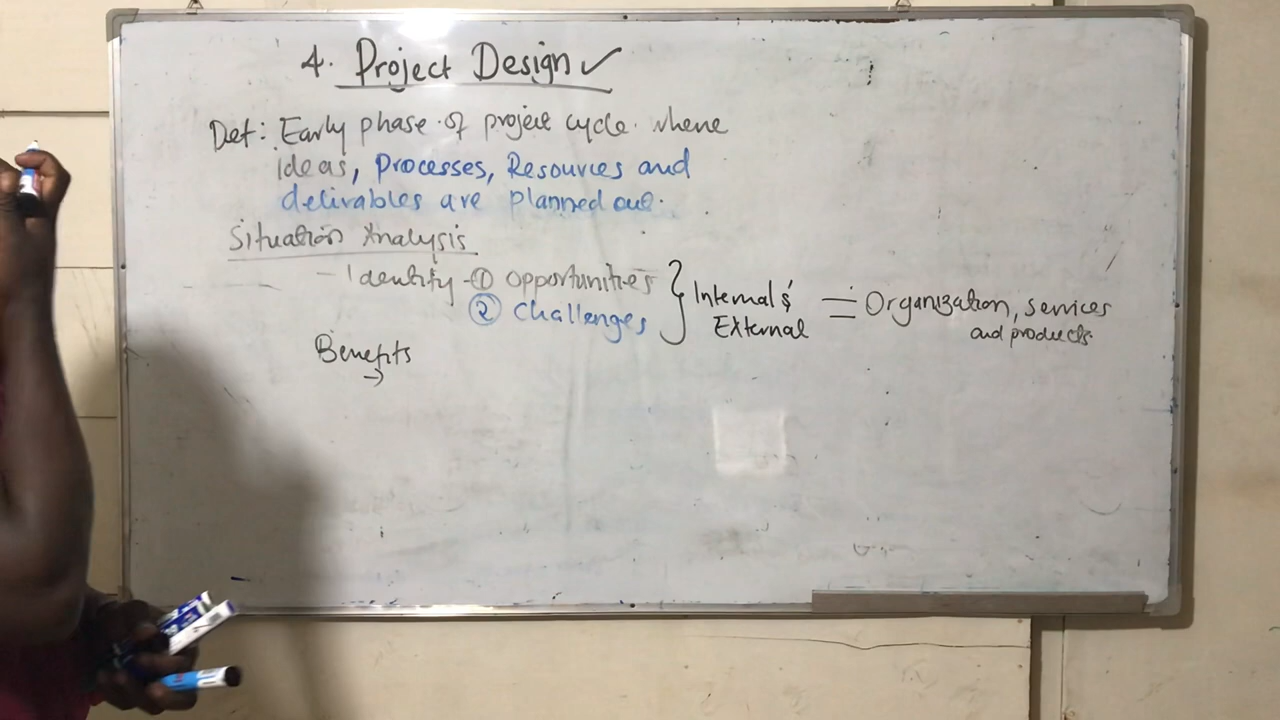 4. Project Design ✓
Def: Early phase of project cycle where
ideas, Processes, Resources and
delivables are planned out.
Situation Analysis
- Identify - ① Opportunities
② Challenges
} Internal &
External
= Organization, services
and products
Benefits
→